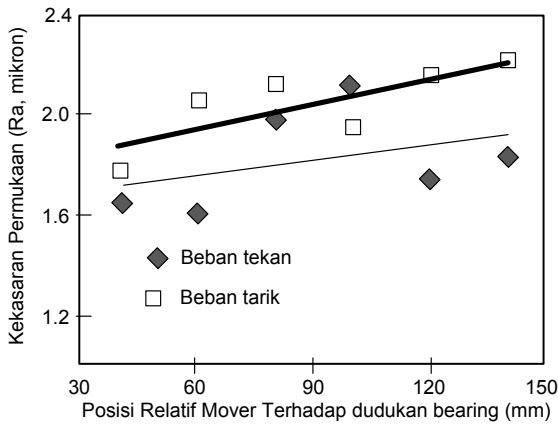 2.4
2.0
1.6
1.2
Kekasaran Permukaan (Ra, mikron)
Beban tekan
Beban tarik
30 60 90 120 150
Posisi Relatif Mover Terhadap dudukan bearing (mm)